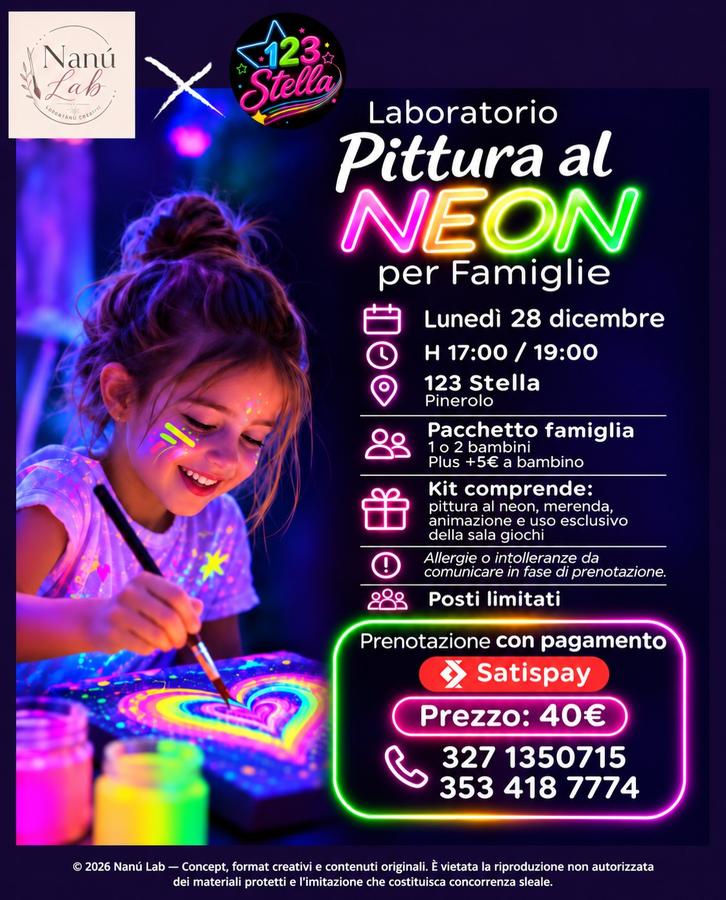 Nanú
Lab
LABORATORI CREATIVI
123
Stella
Laboratorio
Pittura al
NEON
per Famiglie
Lunedì 28 dicembre
H 17:00 / 19:00
123 Stella
Pinerolo
Pacchetto famiglia
1 o 2 bambini
Plus +5€ a bambino
Kit comprende:
pittura al neon, merenda,
animazione e uso esclusivo
della sala giochi
Allergie o intolleranze da
comunicare in fase di prenotazione.
Posti limitati
Prenotazione con pagamento
Satispay
Prezzo: 40€
327 1350715
353 418 7774
© 2026 Nanú Lab — Concept, format creativi e contenuti originali. È vietata la riproduzione non autorizzata
dei materiali protetti e l'imitazione che costituisca concorrenza sleale.